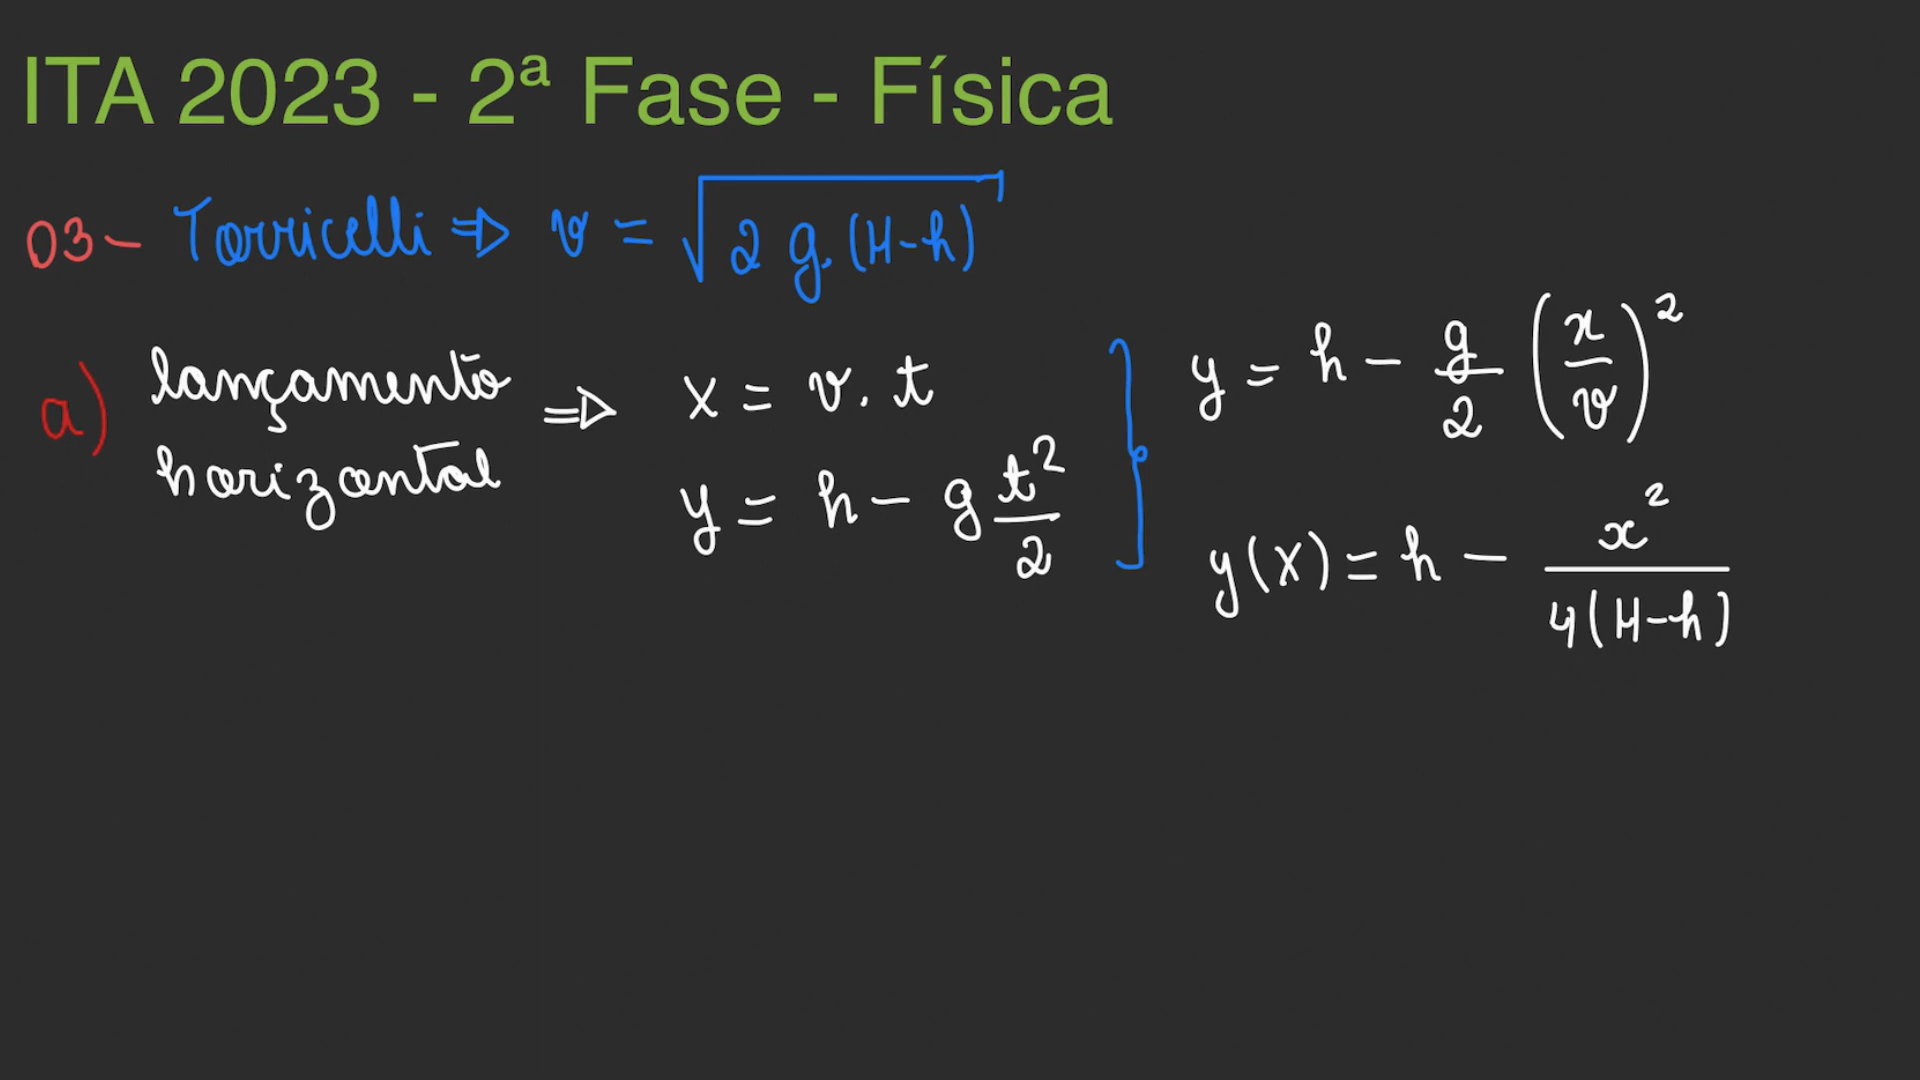 ITA 2023 - 2ª Fase - Física
03- Torricelli ⇒ v = √2 g.(H-h)
a) lançamento horizontal ⇒ x = v.t
y = h - g t²/2
y = h - g/2 (x/v)²
y(x) = h - x²/4(H-h)